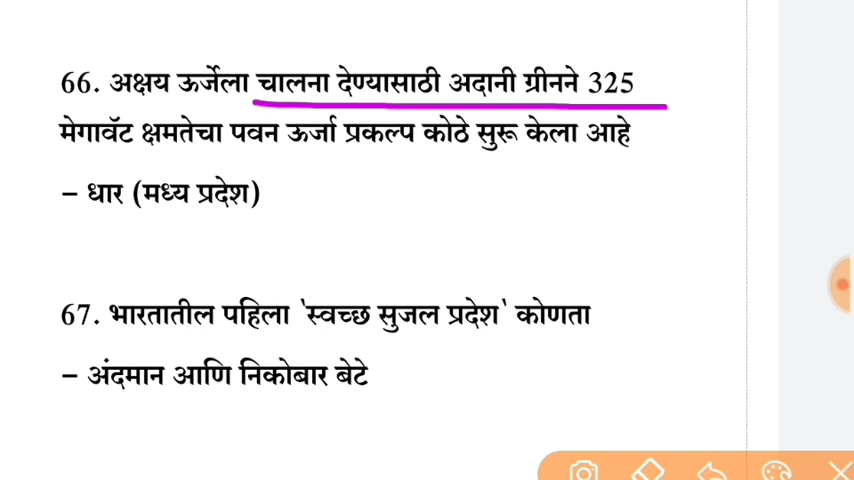 66. अक्षय ऊर्जेला चालना देण्यासाठी अदानी ग्रीनने 325
मेगावॅट क्षमतेचा पवन ऊर्जा प्रकल्प कोठे सुरू केला आहे
– धार (मध्य प्रदेश)
67. भारतातील पहिला 'स्वच्छ सुजल प्रदेश' कोणता
– अंदमान आणि निकोबार बेटे